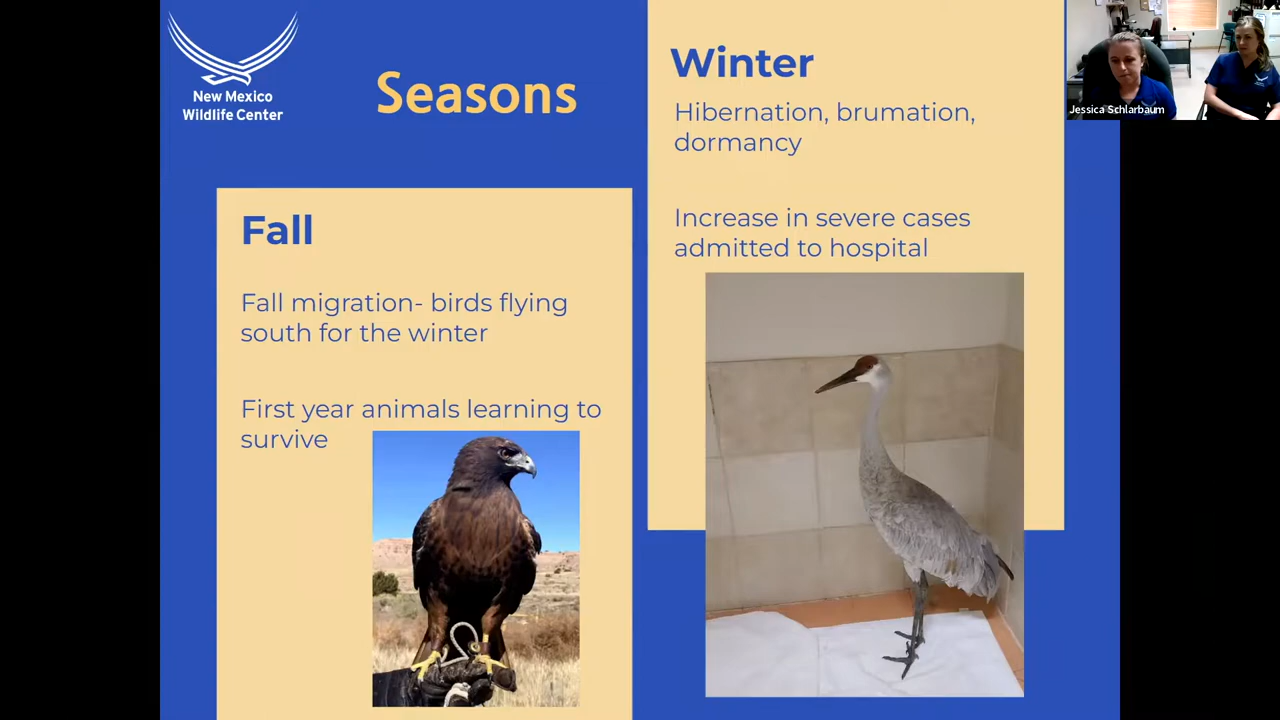 New Mexico
Wildlife Center
Seasons
Fall
Fall migration- birds flying
south for the winter
First year animals learning to
survive
Winter
Hibernation, brumation,
dormancy
Increase in severe cases
admitted to hospital
Jessica Schlarbaum